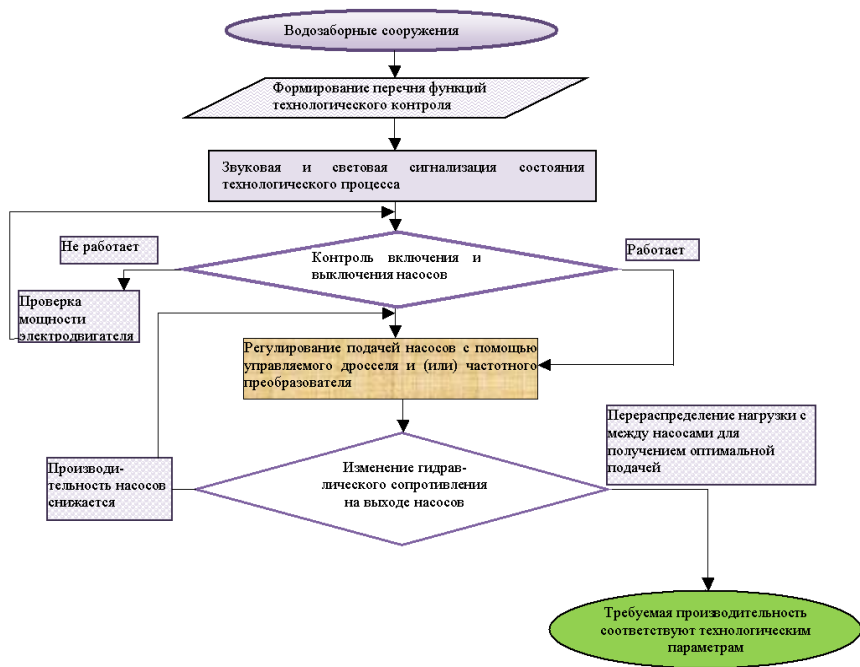 Водозаборные сооружения
Формирование перечня функций
технологического контроля
Звуковая и световая сигнализация состояния
технологического процесса
Не работает
Работает
Контроль включения и
выключения насосов
Проверка
мощности
электродвигателя
Регулирование подачей насосов с помощью
управляемого дросселя и (или) частотного
преобразователя
Перераспределение нагрузки с
между насосами для
получением оптимальной
подачей
Производи-
тельность насосов
снижается
Изменение гидрав-
лического сопротивления
на выходе насосов
Требуемая производительность
соответствуют технологическим
параметрам